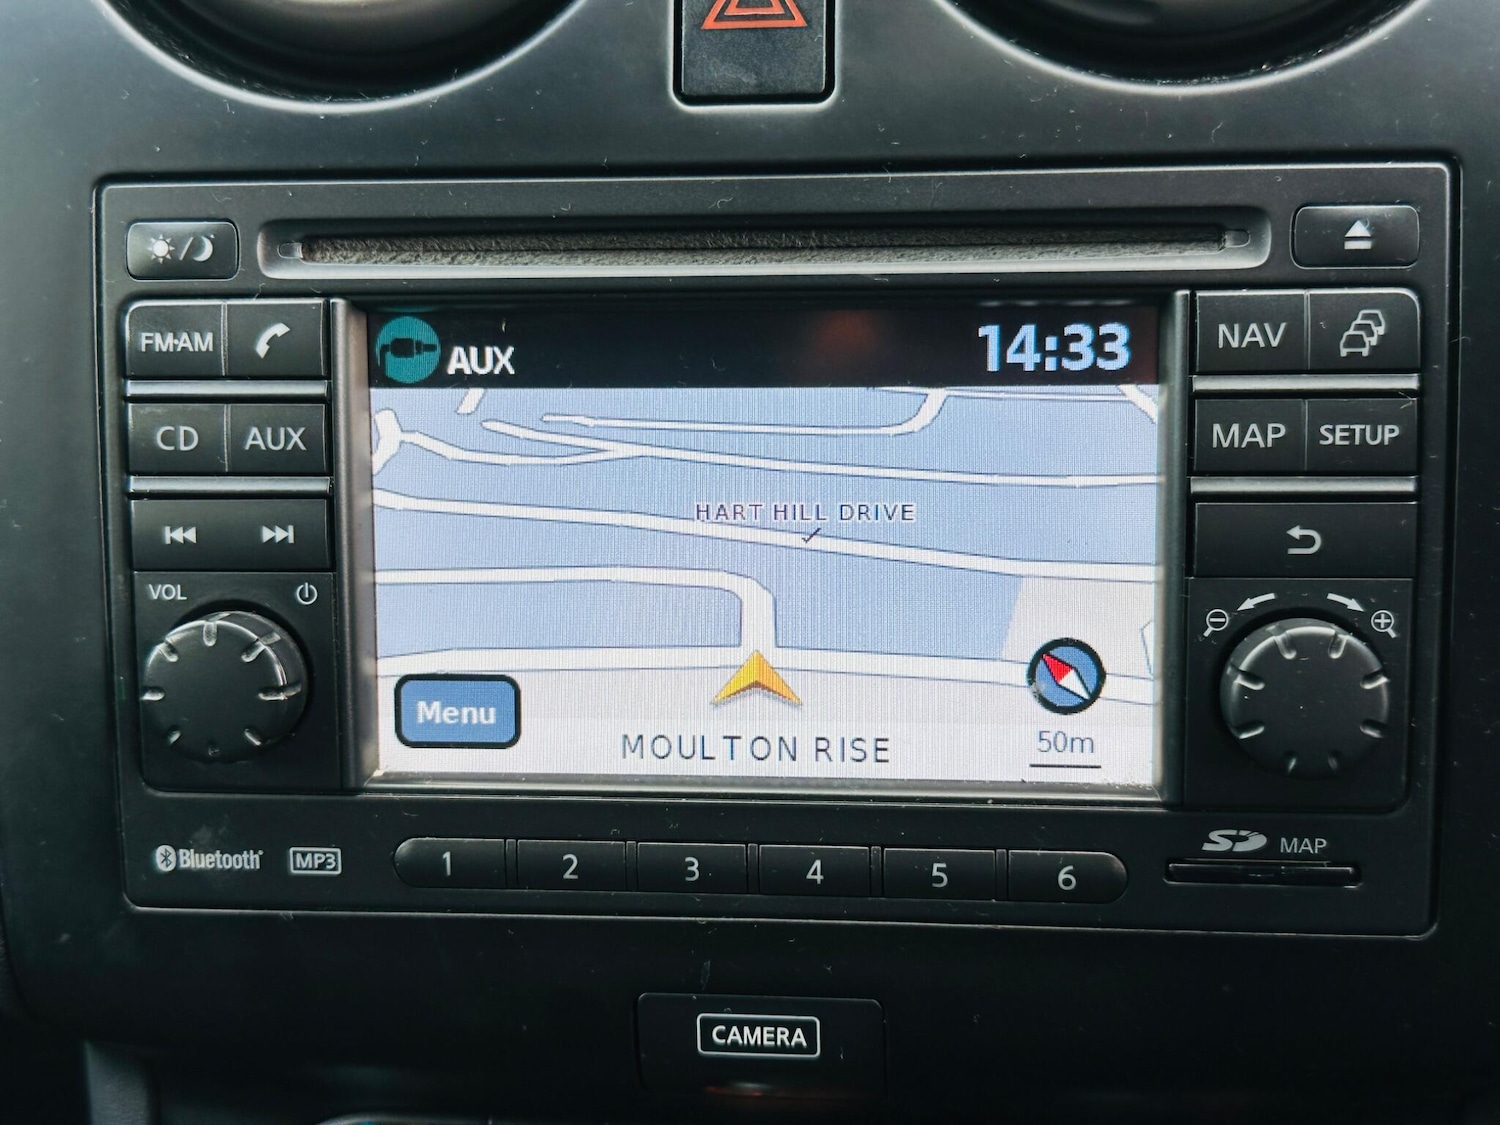 AUX 14:33
FM·AM
NAV
CD AUX
MAP SETUP
HART HILL DRIVE
VOL
Menu
MOULTON RISE
50m
Bluetooth MP3
1 2 3 4 5 6
SD MAP
CAMERA